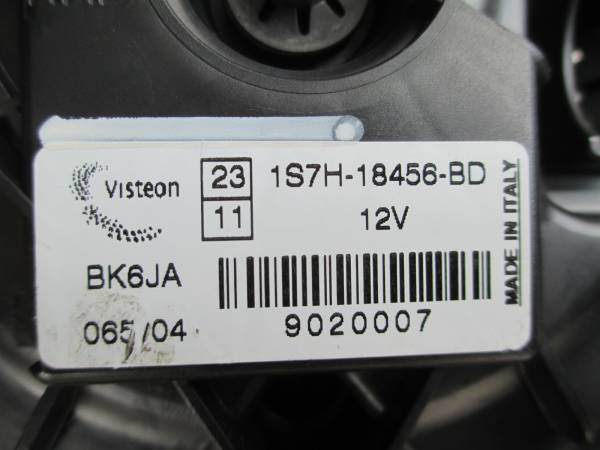 Visteon
23
11
1S7H-18456-BD
12V
MADE IN ITALY
BK6JA
065/04
9020007